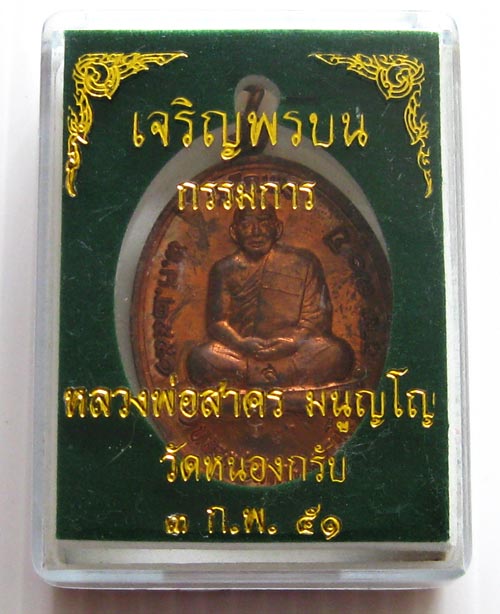 เจริญพรบน
กรรมการ
หลวงพ่อสาคร มนูญโญ
วัดหนองกรับ
๓ ก.พ. ๕๑